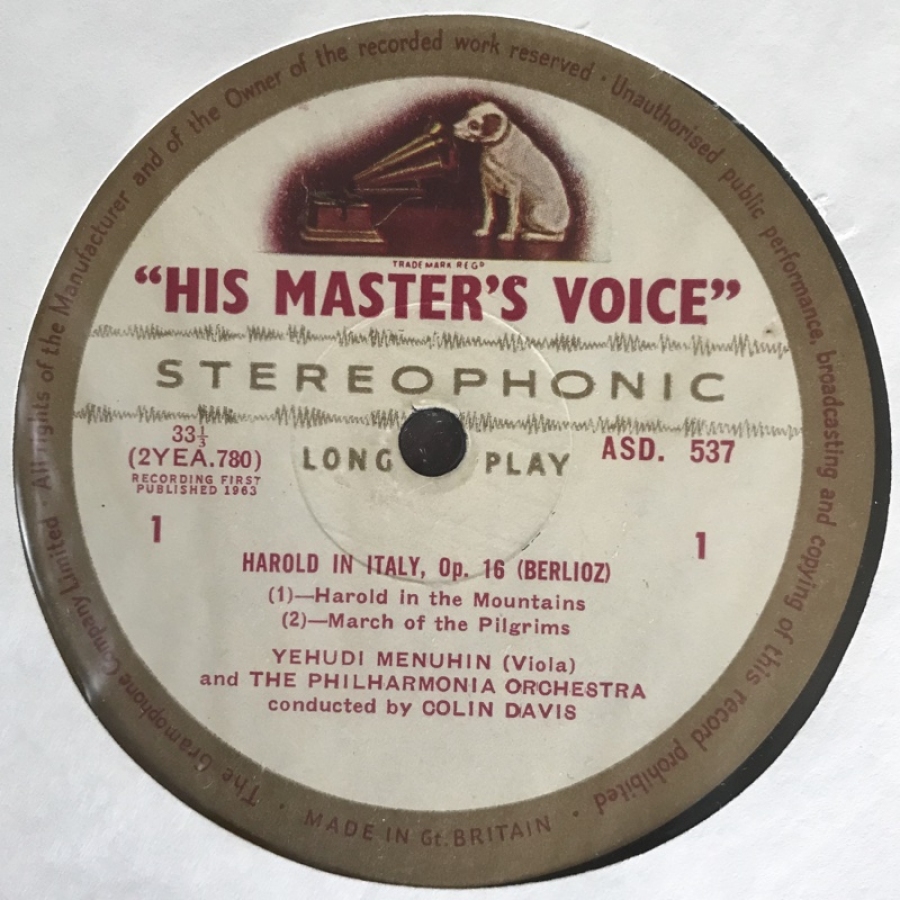 The Gramophone Company Limited · All rights of the Manufacturer and of the Owner of the recorded work reserved · Unauthorised public performance, broadcasting and copying of this record prohibited ·
TRADE MARK REGD
“HIS MASTER'S VOICE”
STEREOPHONIC
33⅓
(2YEA.780)
RECORDING FIRST
PUBLISHED 1963
LONG PLAY
ASD. 537
1 1
HAROLD IN ITALY, Op. 16 (BERLIOZ)
(1)—Harold in the Mountains
(2)—March of the Pilgrims
YEHUDI MENUHIN (Viola)
and THE PHILHARMONIA ORCHESTRA
conducted by COLIN DAVIS
MADE IN Gt. BRITAIN